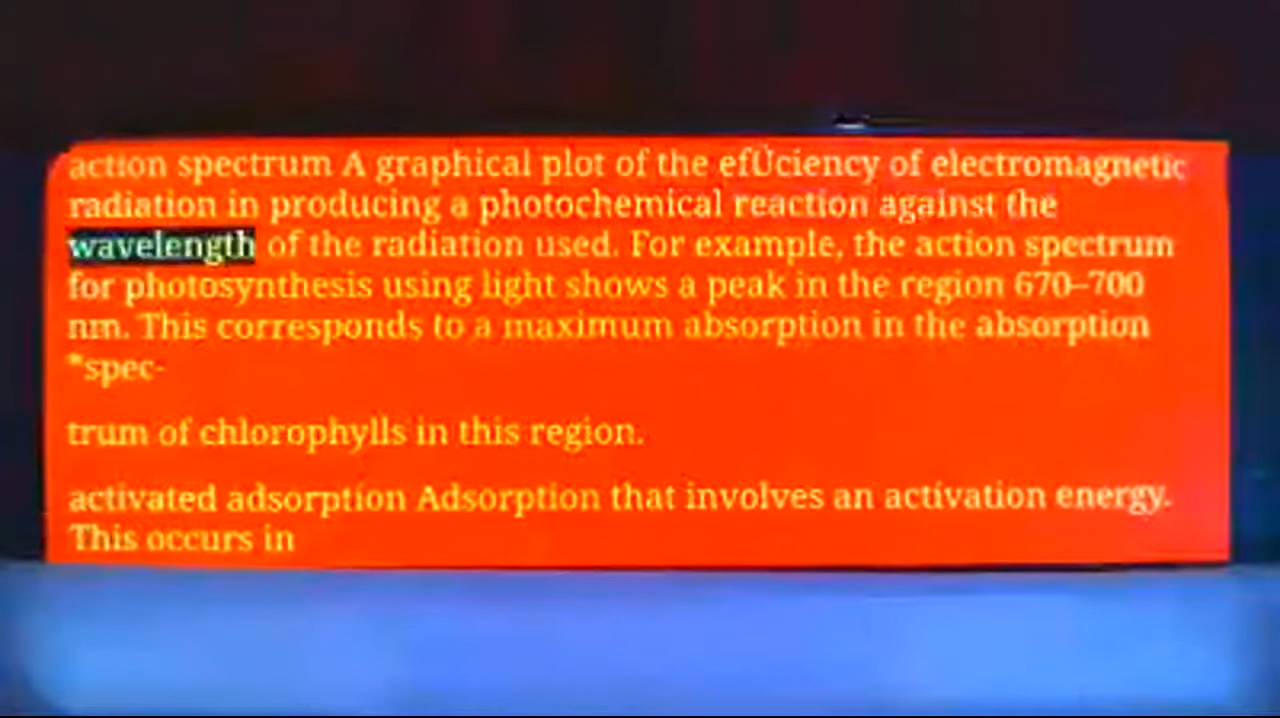 action spectrum A graphical plot of the efÜciency of electromagnetic
radiation in producing a photochemical reaction against the
wavelength of the radiation used. For example, the action spectrum
for photosynthesis using light shows a peak in the region 670–700
nm. This corresponds to a maximum absorption in the absorption
*spec-
trum of chlorophylls in this region.
activated adsorption Adsorption that involves an activation energy.
This occurs in